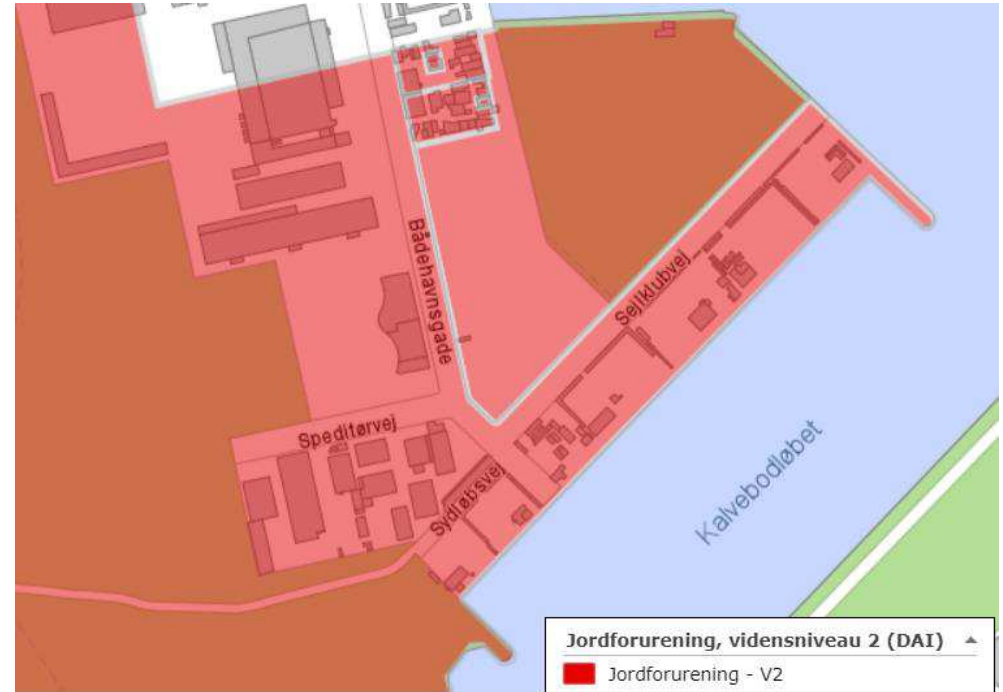 Bådehavnsgade
Sejlklubvej
Speditørvej
Sydløbsvej
Kalvebodløbet
Jordforurening, vidensniveau 2 (DAI)
Jordforurening - V2